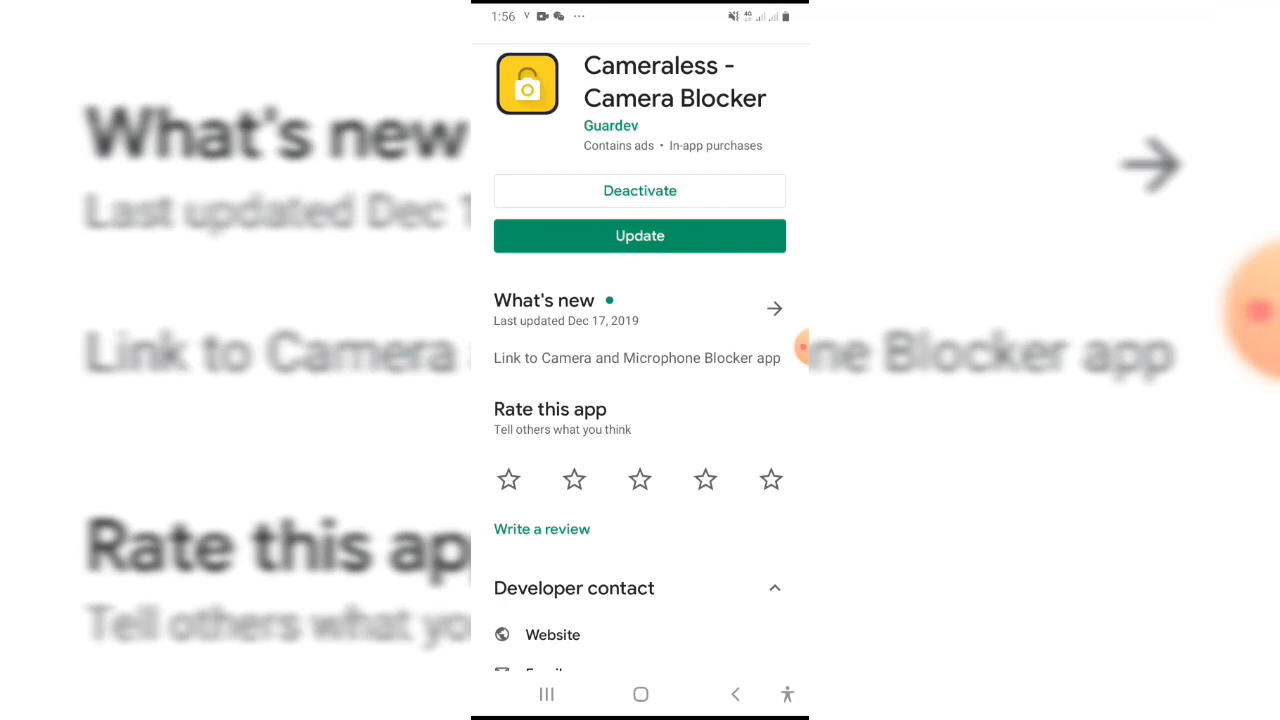 1:56
4G
Cameraless -
Camera Blocker
Guardev
Contains ads • In-app purchases
Deactivate
Update
What's new
Last updated Dec 17, 2019
Link to Camera and Microphone Blocker app
Rate this app
Tell others what you think
Write a review
Developer contact
Website
What's new
Last updated Dec 1
Link to Camera
ne Blocker app
Rate this ap
Tell others what yo